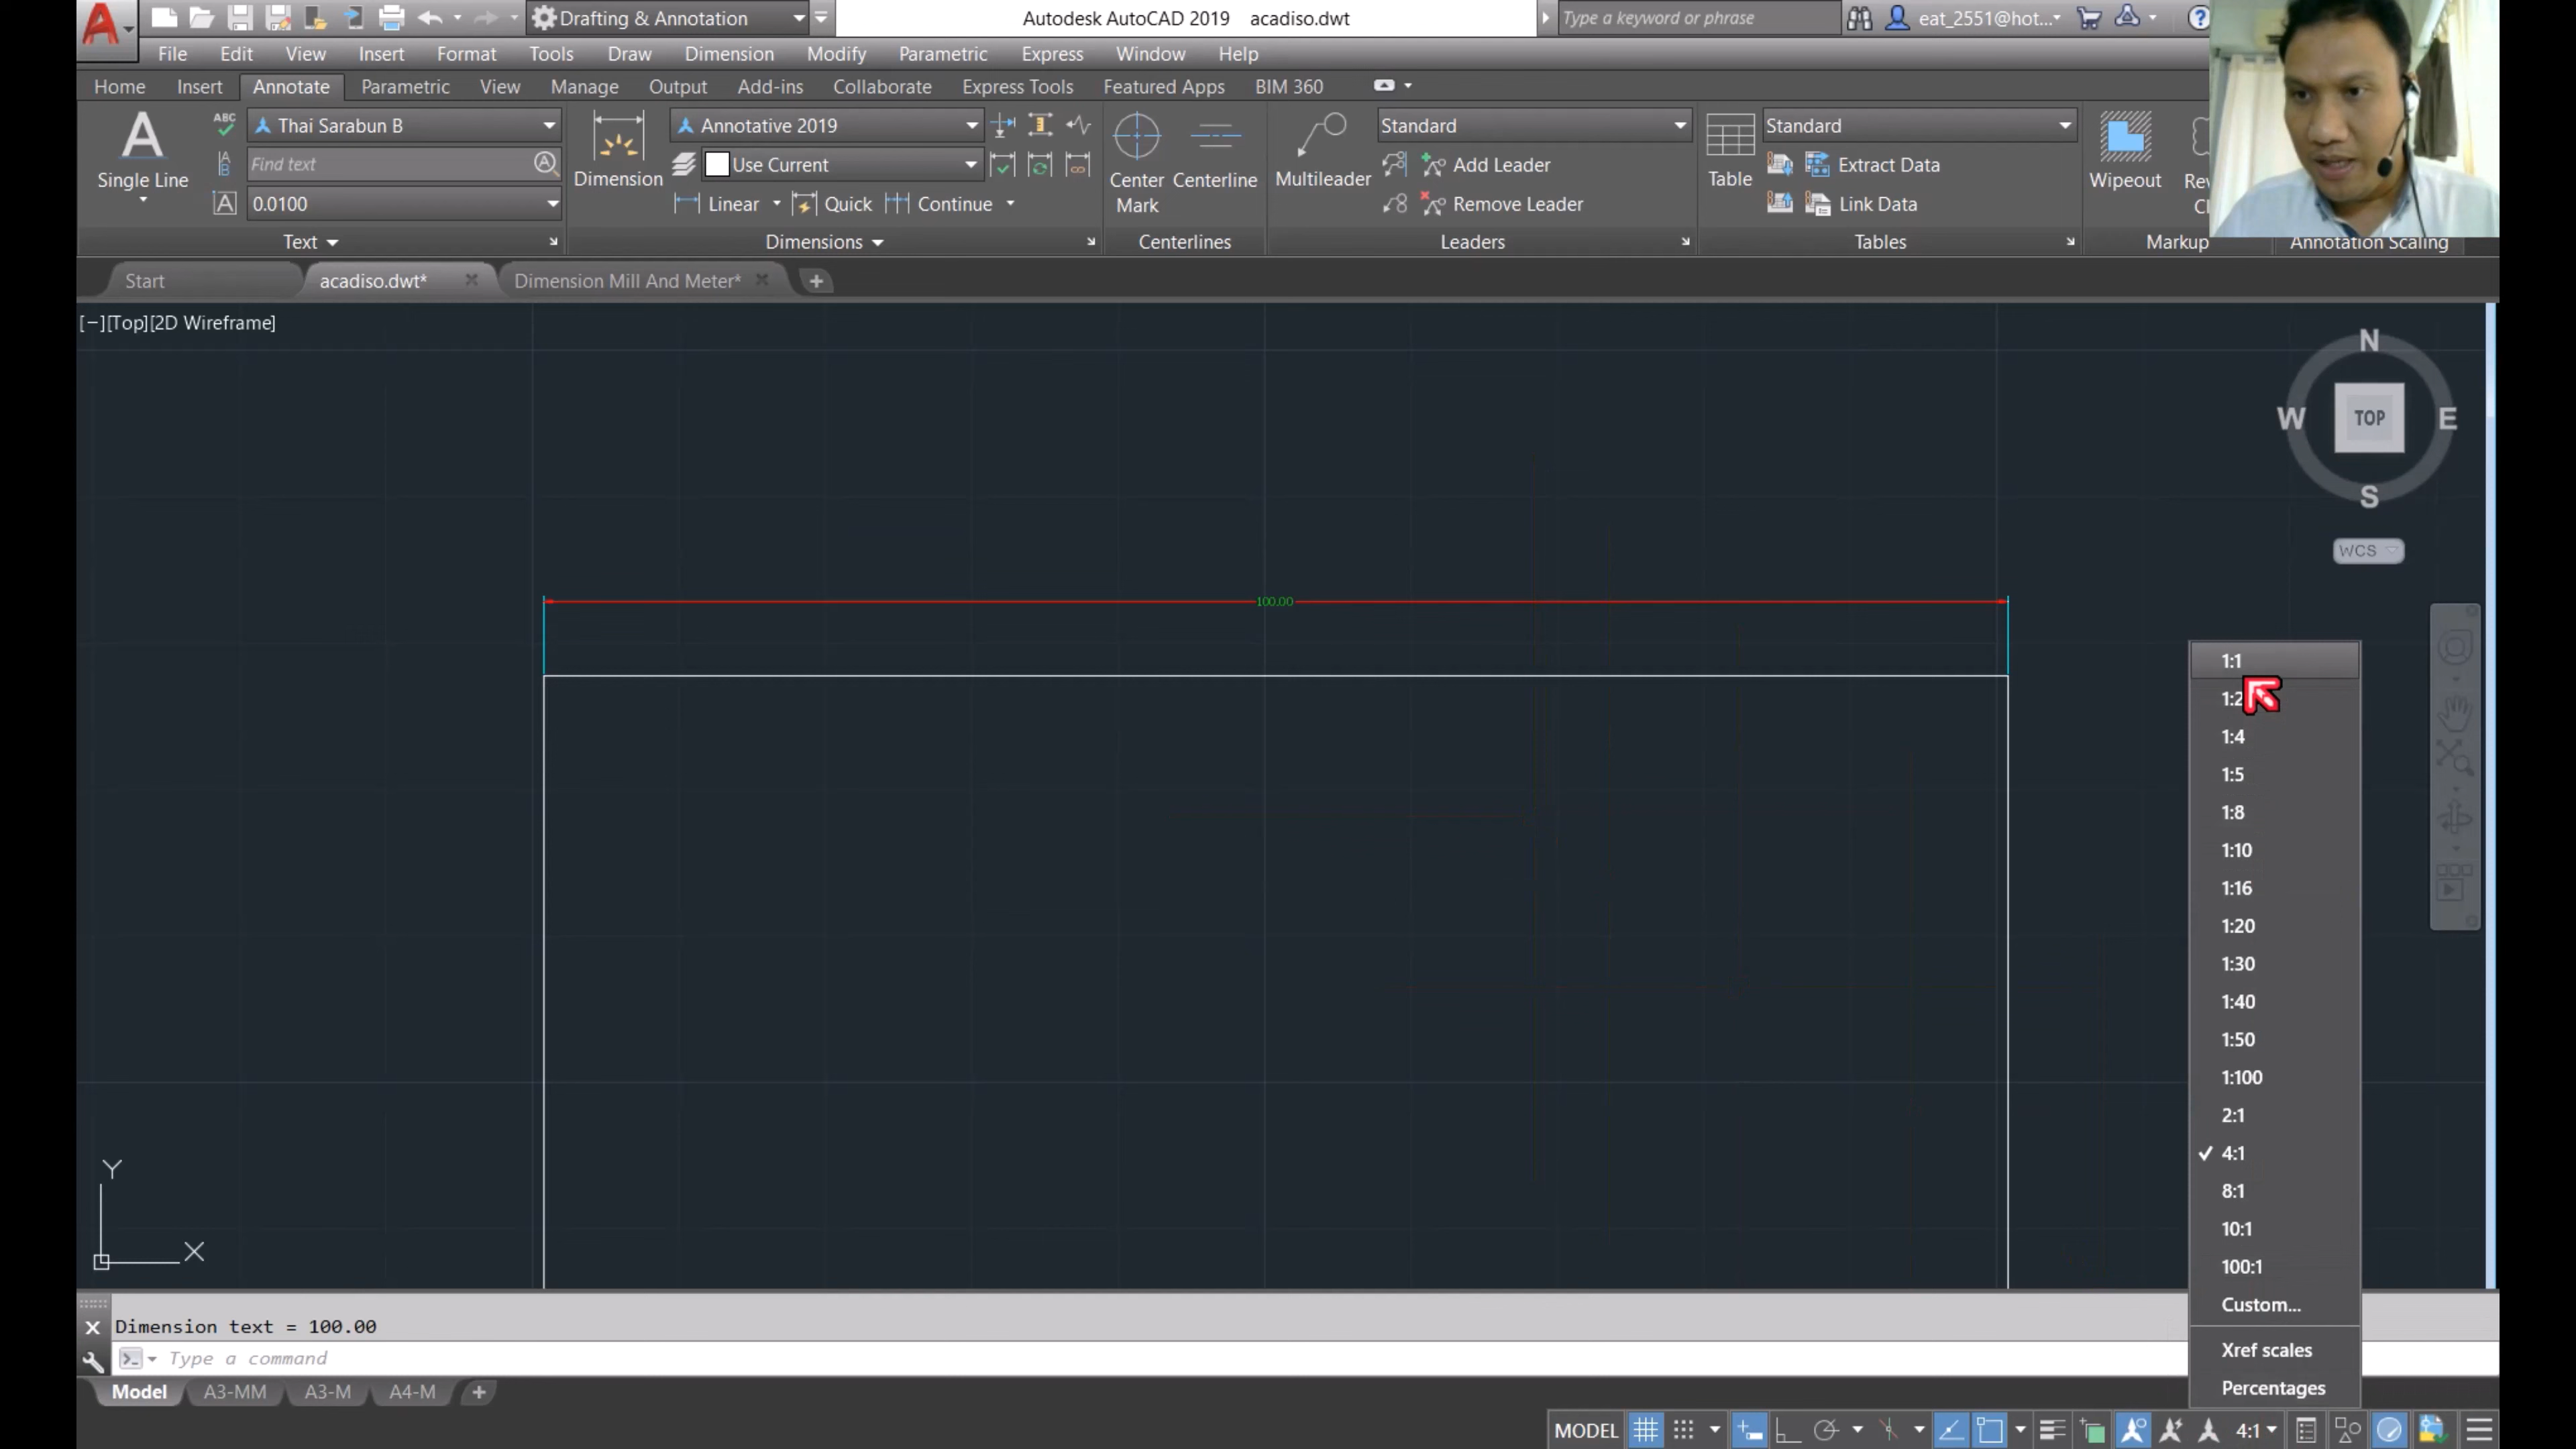 Drafting & Annotation
Autodesk AutoCAD 2019 acadiso.dwt
Type a keyword or phrase
eat_2551@hot...
File Edit View Insert Format Tools Draw Dimension Modify Parametric Express Window Help
Home Insert Annotate Parametric View Manage Output Add-ins Collaborate Express Tools Featured Apps BIM 360
Thai Sarabun B
Annotative 2019
Standard
Standard
Find text
Use Current
Add Leader
Extract Data
Single Line
Dimension
Center Mark
Centerline
Multileader
Table
Wipeout
0.0100
Linear
Quick
Continue
Remove Leader
Link Data
Text
Dimensions
Centerlines
Leaders
Tables
Markup
Annotation Scaling
Start
acadiso.dwt*
Dimension Mill And Meter*
[−][Top][2D Wireframe]
N
W
TOP
E
S
WCS
100.00
1:1
1:2
1:4
1:5
1:8
1:10
1:16
1:20
1:30
1:40
1:50
1:100
2:1
4:1
8:1
10:1
100:1
Custom...
Xref scales
Percentages
Y
X
Dimension text = 100.00
Type a command
Model A3-MM A3-M A4-M
MODEL
4:1